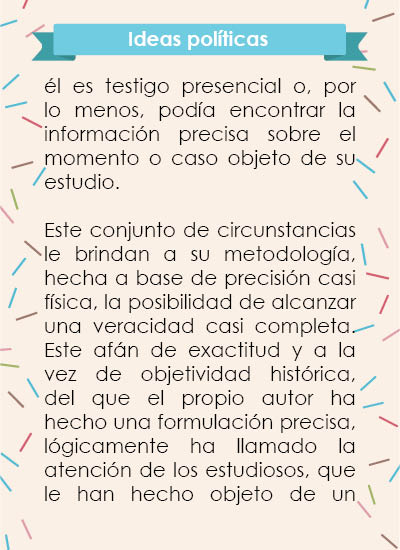 Ideas políticas
él es testigo presencial o, por
lo menos, podía encontrar la
información precisa sobre el
momento o caso objeto de su
estudio.
Este conjunto de circunstancias
le brindan a su metodología,
hecha a base de precisión casi
física, la posibilidad de alcanzar
una veracidad casi completa.
Este afán de exactitud y a la
vez de objetividad histórica,
del que el propio autor ha
hecho una formulación precisa,
lógicamente ha llamado la
atención de los estudiosos, que
le han hecho objeto de un